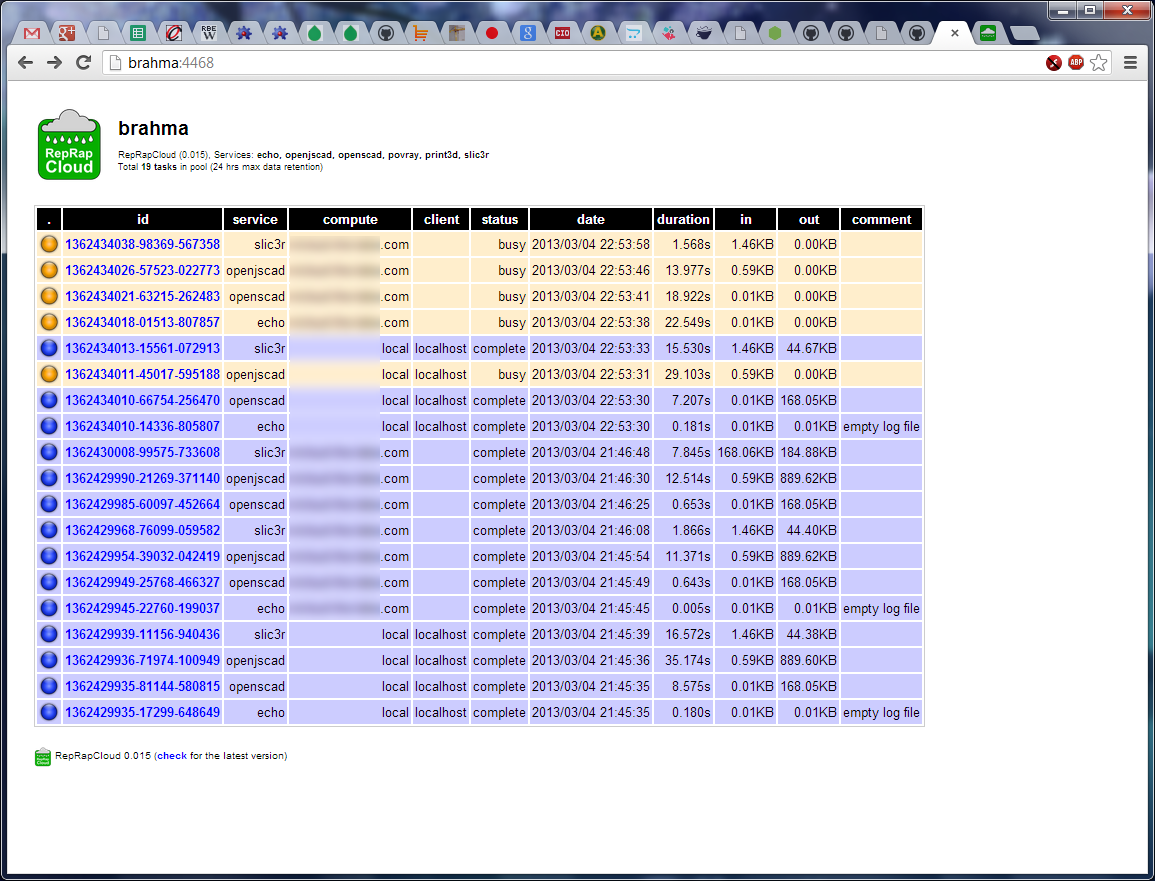 brahma:4468
ABP
RBE
W
CIO
RepRap
Cloud
brahma
RepRapCloud (0.015), Services: echo, openjscad, openscad, povray, print3d, slic3r
Total 19 tasks in pool (24 hrs max data retention)
. id service compute client status date duration in out comment
1362434038-98369-567358 slic3r .com busy 2013/03/04 22:53:58 1.568s 1.46KB 0.00KB
1362434026-57523-022773 openjscad .com busy 2013/03/04 22:53:46 13.977s 0.59KB 0.00KB
1362434021-63215-262483 openscad .com busy 2013/03/04 22:53:41 18.922s 0.01KB 0.00KB
1362434018-01513-807857 echo .com busy 2013/03/04 22:53:38 22.549s 0.01KB 0.00KB
1362434013-15561-072913 slic3r local localhost complete 2013/03/04 22:53:33 15.530s 1.46KB 44.67KB
1362434011-45017-595188 openjscad local localhost busy 2013/03/04 22:53:31 29.103s 0.59KB 0.00KB
1362434010-66754-256470 openscad local localhost complete 2013/03/04 22:53:30 7.207s 0.01KB 168.05KB
1362434010-14336-805807 echo local localhost complete 2013/03/04 22:53:30 0.181s 0.01KB 0.01KB empty log file
1362430008-99575-733608 slic3r .com complete 2013/03/04 21:46:48 7.845s 168.06KB 184.88KB
1362429990-21269-371140 openjscad .com complete 2013/03/04 21:46:30 12.514s 0.59KB 889.62KB
1362429985-60097-452664 openscad .com complete 2013/03/04 21:46:25 0.653s 0.01KB 168.05KB
1362429968-76099-059582 slic3r .com complete 2013/03/04 21:46:08 1.866s 1.46KB 44.40KB
1362429954-39032-042419 openjscad .com complete 2013/03/04 21:45:54 11.371s 0.59KB 889.62KB
1362429949-25768-466327 openscad .com complete 2013/03/04 21:45:49 0.643s 0.01KB 168.05KB
1362429945-22760-199037 echo .com complete 2013/03/04 21:45:45 0.005s 0.01KB 0.01KB empty log file
1362429939-11156-940436 slic3r local localhost complete 2013/03/04 21:45:39 16.572s 1.46KB 44.38KB
1362429936-71974-100949 openjscad local localhost complete 2013/03/04 21:45:36 35.174s 0.59KB 889.60KB
1362429935-81144-580815 openscad local localhost complete 2013/03/04 21:45:35 8.575s 0.01KB 168.05KB
1362429935-17299-648649 echo local localhost complete 2013/03/04 21:45:35 0.180s 0.01KB 0.01KB empty log file
RepRapCloud 0.015 (check for the latest version)